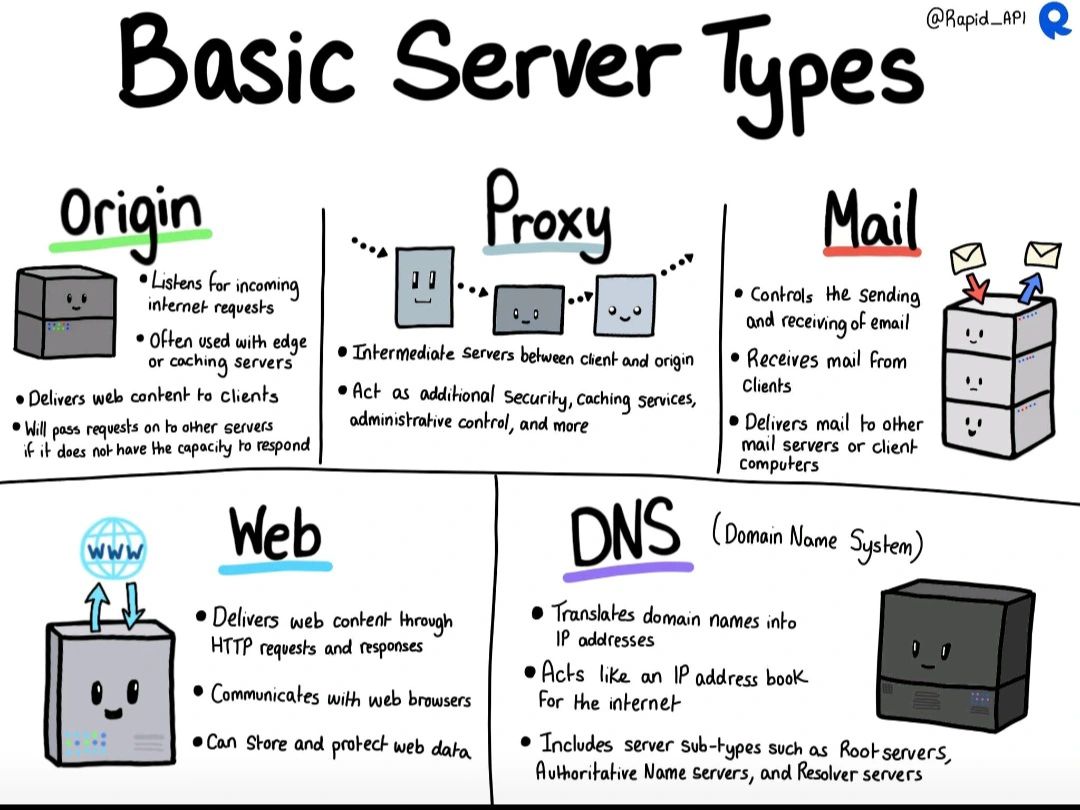 Basic Server Types
@Rapid_API
Origin
• Listens for incoming
internet requests
• Often used with edge
or caching servers
• Delivers web content to clients
• Will pass requests on to other servers
if it does not have the capacity to respond
Proxy
• Intermediate servers between client and origin
• Act as additional security, caching services,
administrative control, and more
Mail
• Controls the sending
and receiving of email
• Receives mail from
clients
• Delivers mail to other
mail servers or client
computers
Web
WWW
• Delivers web content through
HTTP requests and responses
• Communicates with web browsers
• Can store and protect web data
DNS (Domain Name System)
• Translates domain names into
IP addresses
• Acts like an IP address book
for the internet
• Includes server sub-types such as Root servers,
Authoritative Name servers, and Resolver servers